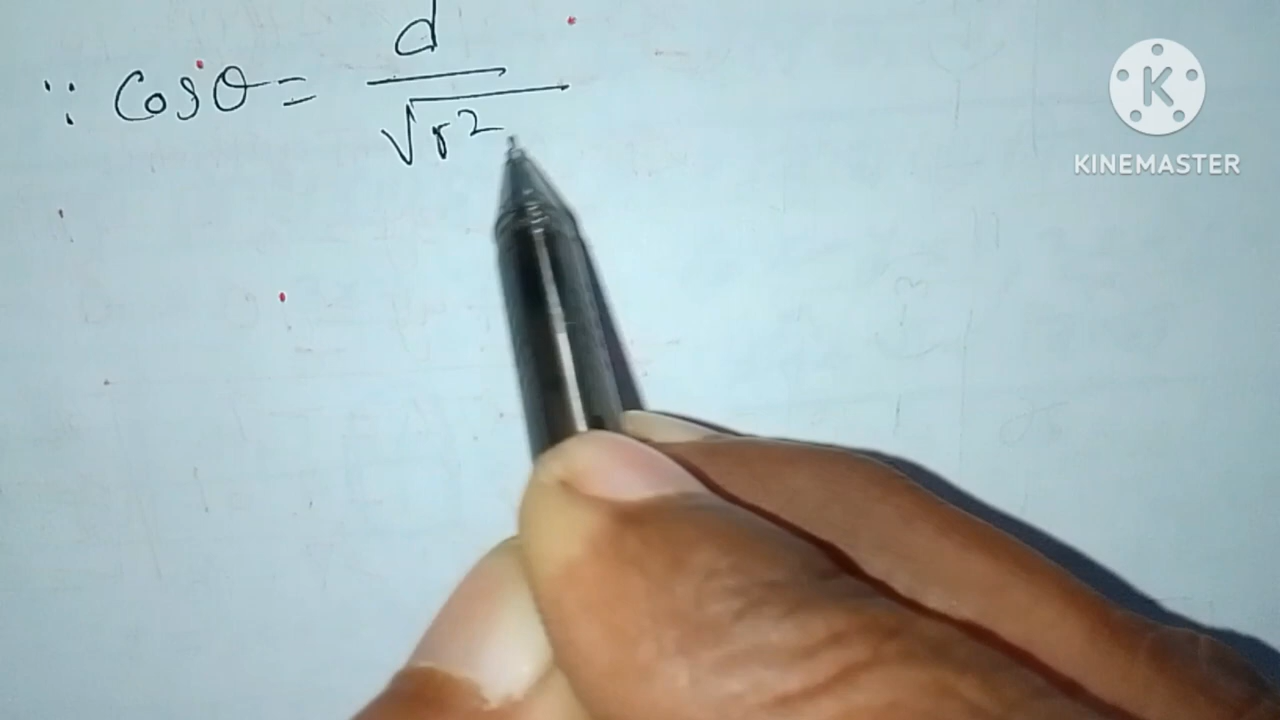 ∵ Cosθ = d / √r²
K
KINEMASTER